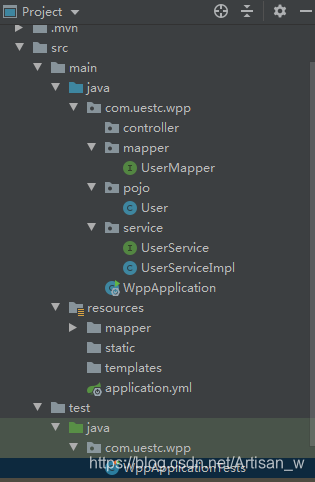 Project
.mvn
src
main
java
com.uestc.wpp
controller
mapper
UserMapper
pojo
User
service
UserService
UserServiceImpl
WppApplication
resources
mapper
static
templates
application.yml
test
java
com.uestc.wpp
https://blog.csdn.net/Artisan_w
WppApplicationTests